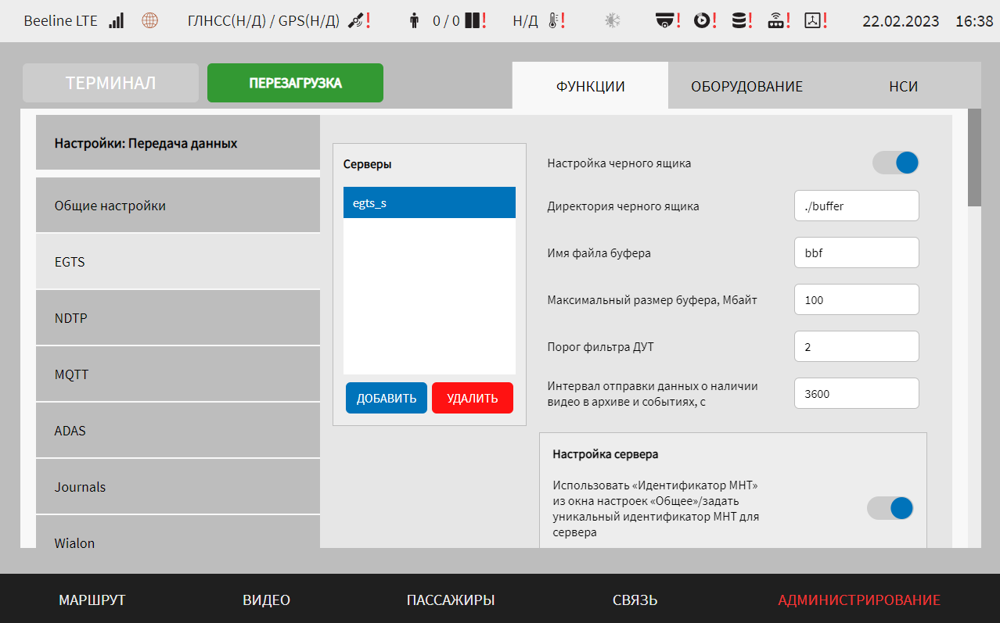 Beeline LTE ГЛНСС(Н/Д) / GPS(Н/Д) ! 0 / 0 ! Н/Д ! ! ! ! ! ! 22.02.2023 16:38
ТЕРМИНАЛ ПЕРЕЗАГРУЗКА ФУНКЦИИ ОБОРУДОВАНИЕ НСИ
Настройки: Передача данных
Общие настройки
EGTS
NDTP
MQTT
ADAS
Journals
Wialon
Серверы
egts_s
ДОБАВИТЬ УДАЛИТЬ
Настройка черного ящика
Директория черного ящика ./buffer
Имя файла буфера bbf
Максимальный размер буфера, Мбайт 100
Порог фильтра ДУТ 2
Интервал отправки данных о наличии
видео в архиве и событиях, с 3600
Настройка сервера
Использовать «Идентификатор МНТ»
из окна настроек «Общее»/задать
уникальный идентификатор МНТ для
сервера
МАРШРУТ ВИДЕО ПАССАЖИРЫ СВЯЗЬ АДМИНИСТРИРОВАНИЕ